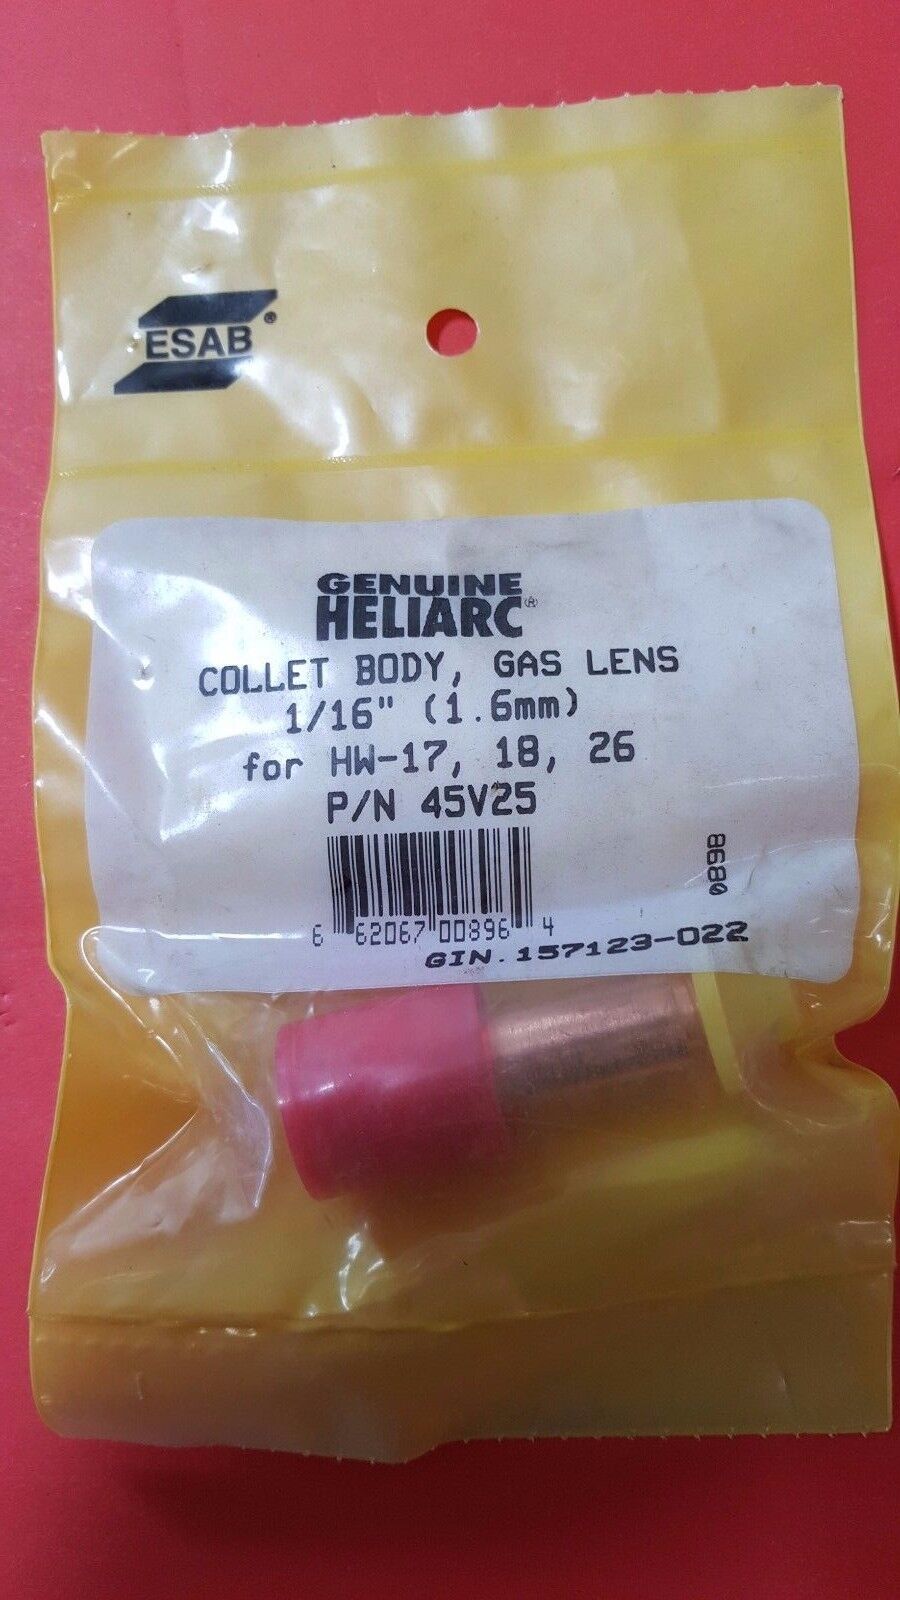 ESAB®
GENUINE
HELIARC®
COLLET BODY, GAS LENS
1/16" (1.6mm)
for HW-17, 18, 26
P/N 45V25
0898
6 62067 00896 4
GIN. 157123-022